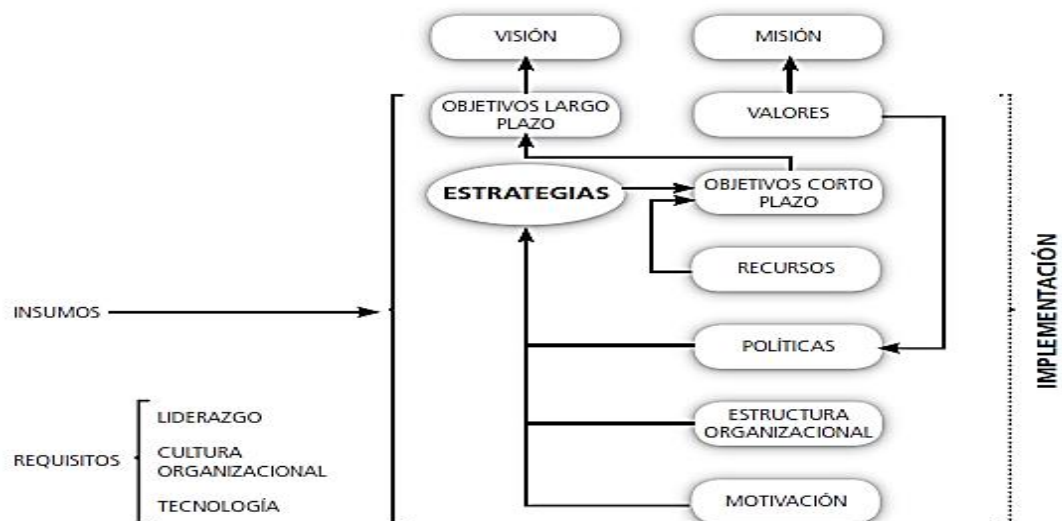 VISIÓN
MISIÓN
OBJETIVOS LARGO
PLAZO
VALORES
ESTRATEGIAS
OBJETIVOS CORTO
PLAZO
RECURSOS
INSUMOS
POLÍTICAS
REQUISITOS
LIDERAZGO
CULTURA
ORGANIZACIONAL
TECNOLOGÍA
ESTRUCTURA
ORGANIZACIONAL
MOTIVACIÓN
IMPLEMENTACIÓN